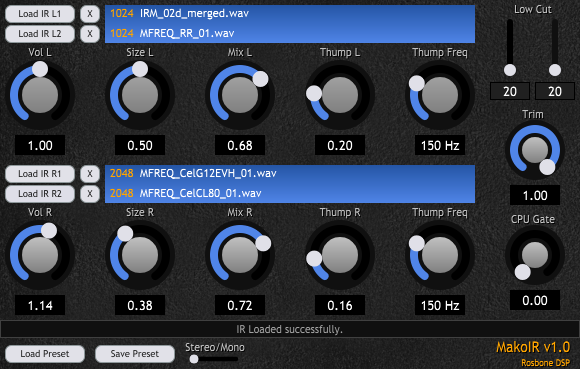 Load IR L1 X 1024 IRM_02d_merged.wav Low Cut
Load IR L2 X 1024 MFREQ_RR_01.wav
Vol L Size L Mix L Thump L Thump Freq
20 20
Trim
1.00 0.50 0.68 0.20 150 Hz
Load IR R1 X 2048 MFREQ_CelG12EVH_01.wav
Load IR R2 X 2048 MFREQ_CelCL80_01.wav
1.00
Vol R Size R Mix R Thump R Thump Freq
CPU Gate
1.14 0.38 0.72 0.16 150 Hz
0.00
IR Loaded successfully.
Load Preset Save Preset Stereo/Mono MakoIR v1.0
Rosbone DSP